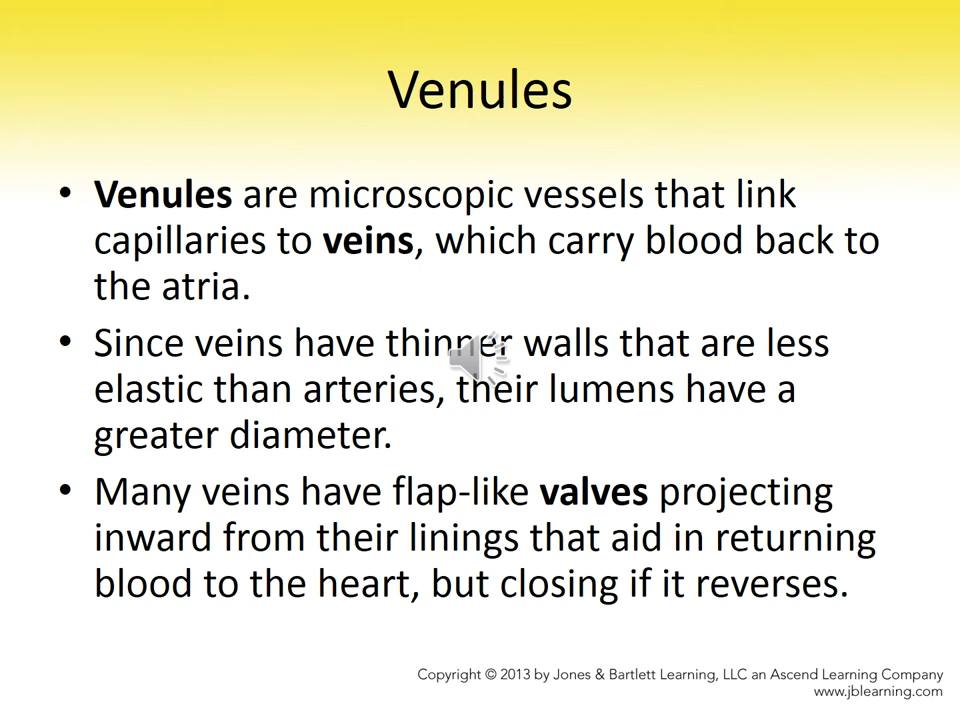 Venules
• Venules are microscopic vessels that link
capillaries to veins, which carry blood back to
the atria.
• Since veins have thinner walls that are less
elastic than arteries, their lumens have a
greater diameter.
• Many veins have flap-like valves projecting
inward from their linings that aid in returning
blood to the heart, but closing if it reverses.
Copyright © 2013 by Jones & Bartlett Learning, LLC an Ascend Learning Company
www.jblearning.com